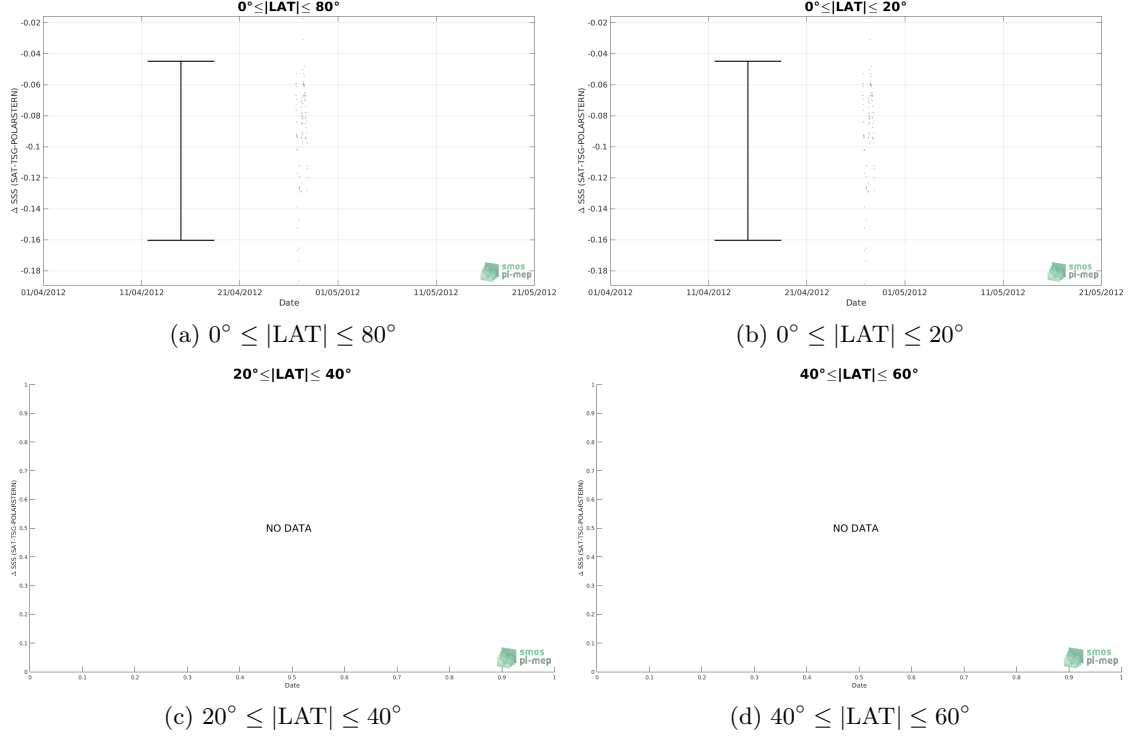 0°≤|LAT|≤ 80°
-0.02
-0.04
-0.06
-0.08
-0.1
-0.12
-0.14
-0.16
-0.18
Δ SSS (SAT-TSG-POLARSTERN)
01/04/2012 11/04/2012 21/04/2012 01/05/2012 11/05/2012 21/05/2012
Date
smos
pi-mep
(a) 0° ≤ |LAT| ≤ 80°
0°≤|LAT|≤ 20°
-0.02
-0.04
-0.06
-0.08
-0.1
-0.12
-0.14
-0.16
-0.18
Δ SSS (SAT-TSG-POLARSTERN)
01/04/2012 11/04/2012 21/04/2012 01/05/2012 11/05/2012 21/05/2012
Date
smos
pi-mep
(b) 0° ≤ |LAT| ≤ 20°
20°≤|LAT|≤ 40°
1
0.9
0.8
0.7
0.6
0.5
0.4
0.3
0.2
0.1
0
Δ SSS (SAT-TSG-POLARSTERN)
NO DATA
0 0.1 0.2 0.3 0.4 0.5 0.6 0.7 0.8 0.9 1
Date
smos
pi-mep
(c) 20° ≤ |LAT| ≤ 40°
40°≤|LAT|≤ 60°
1
0.9
0.8
0.7
0.6
0.5
0.4
0.3
0.2
0.1
0
Δ SSS (SAT-TSG-POLARSTERN)
NO DATA
0 0.1 0.2 0.3 0.4 0.5 0.6 0.7 0.8 0.9 1
Date
smos
pi-mep
(d) 40° ≤ |LAT| ≤ 60°